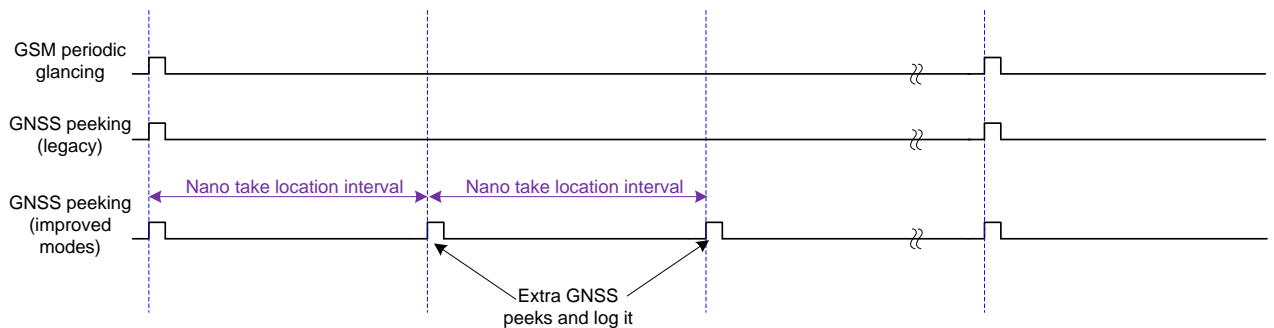 GSM periodic
glancing
GNSS peeking
(legacy)
Nano take location interval
Nano take location interval
GNSS peeking
(improved
modes)
Extra GNSS
peeks and log it